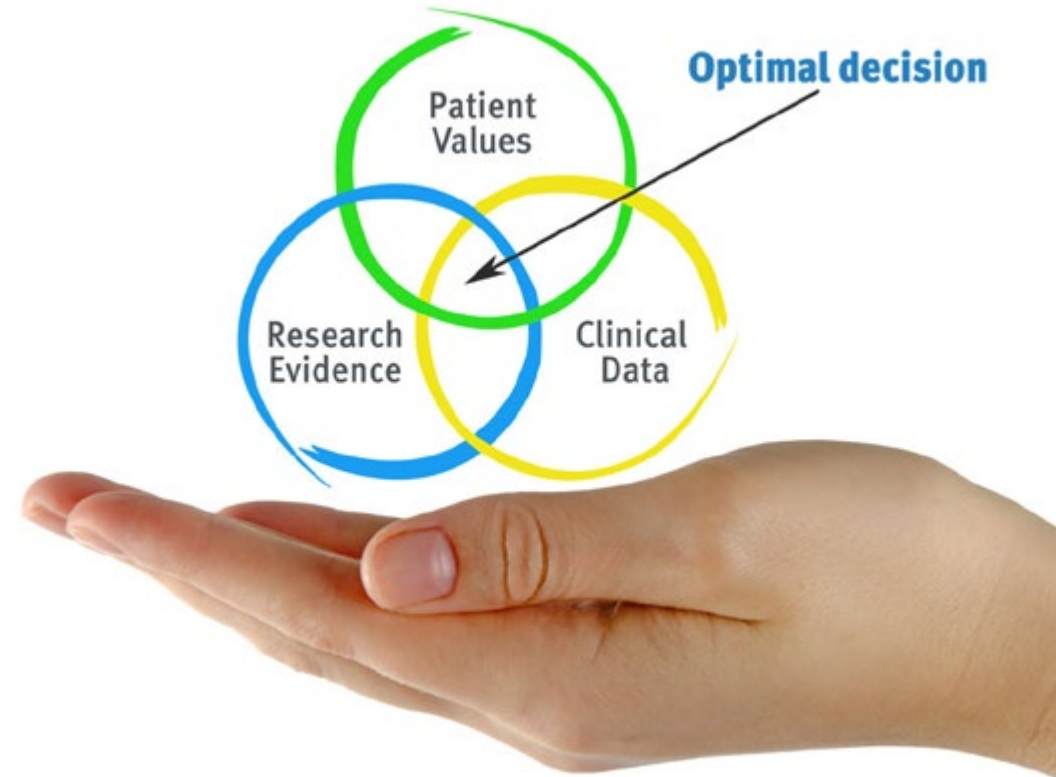 Optimal decision
Patient
Values
Research
Evidence
Clinical
Data